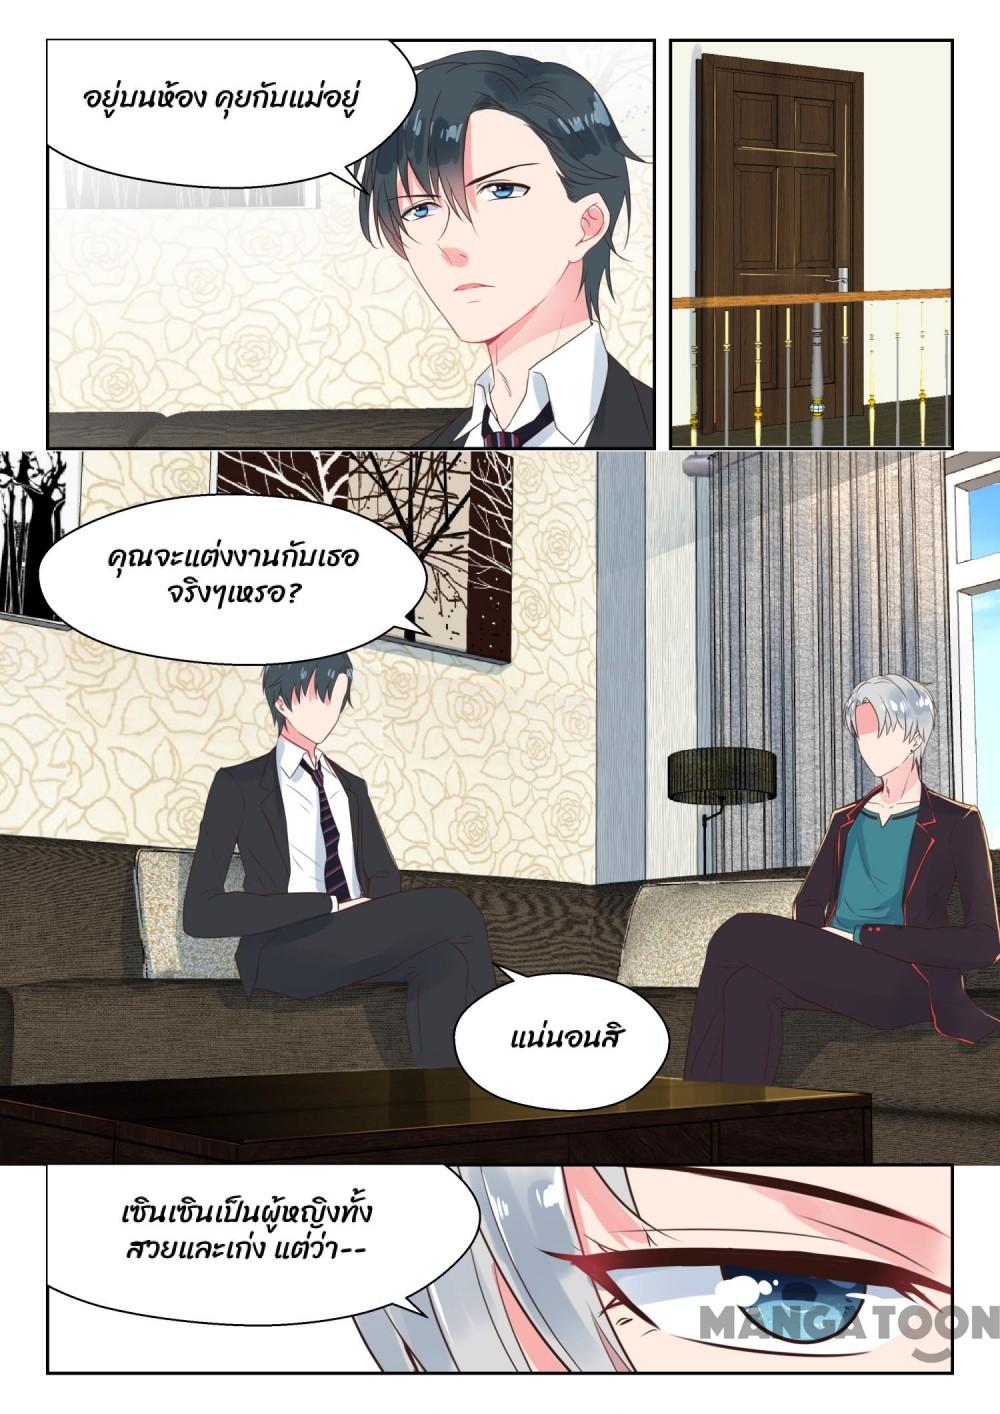 อยู่บนห้อง คุยกับแม่อยู่
คุณจะแต่งงานกับเธอ
จริงๆเหรอ?
แน่นอนสิ
เซินเซินเป็นผู้หญิงทั้ง
สวยและเก่ง แต่ว่า--
MANGATOON